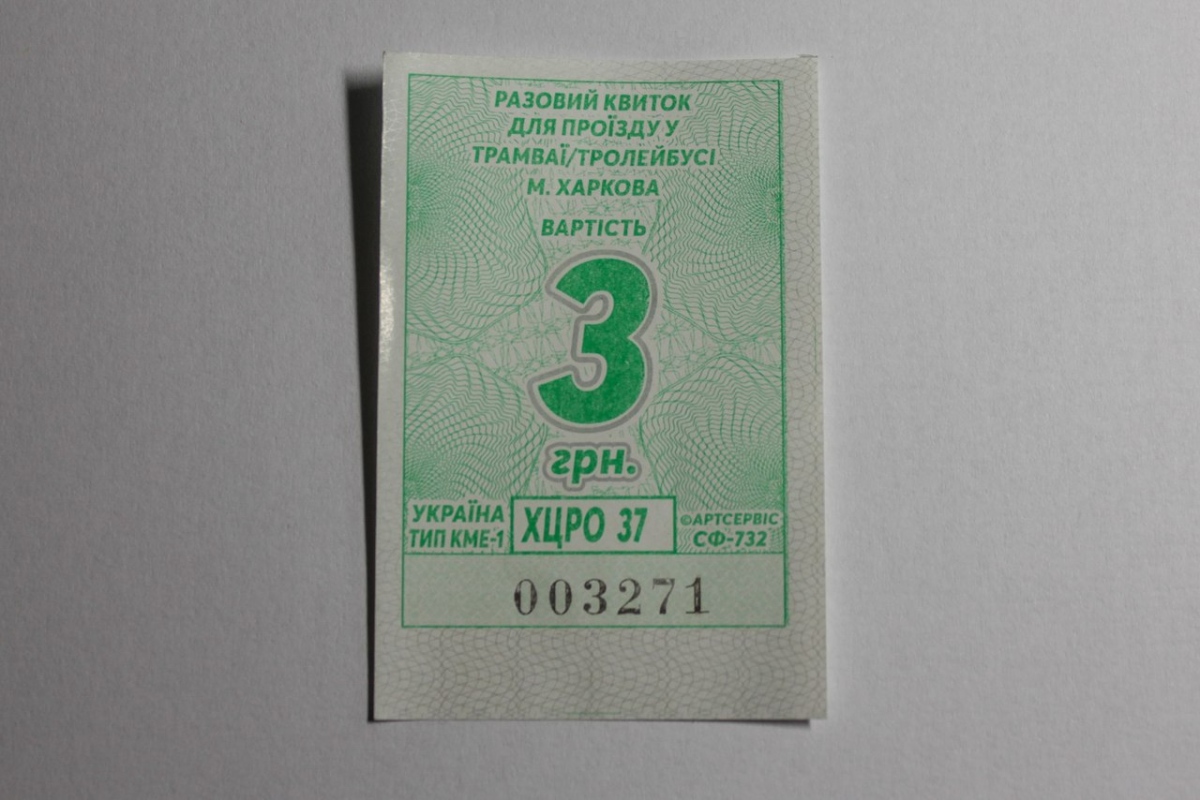 РАЗОВИЙ КВИТОК
ДЛЯ ПРОЇЗДУ У
ТРАМВАЇ/ТРОЛЕЙБУСІ
М. ХАРКОВА
ВАРТІСТЬ
3
грн.
УКРАЇНА
ТИП КМЕ-1
ХЦРО 37
©АРТСЕРВІС
СФ-732
003271